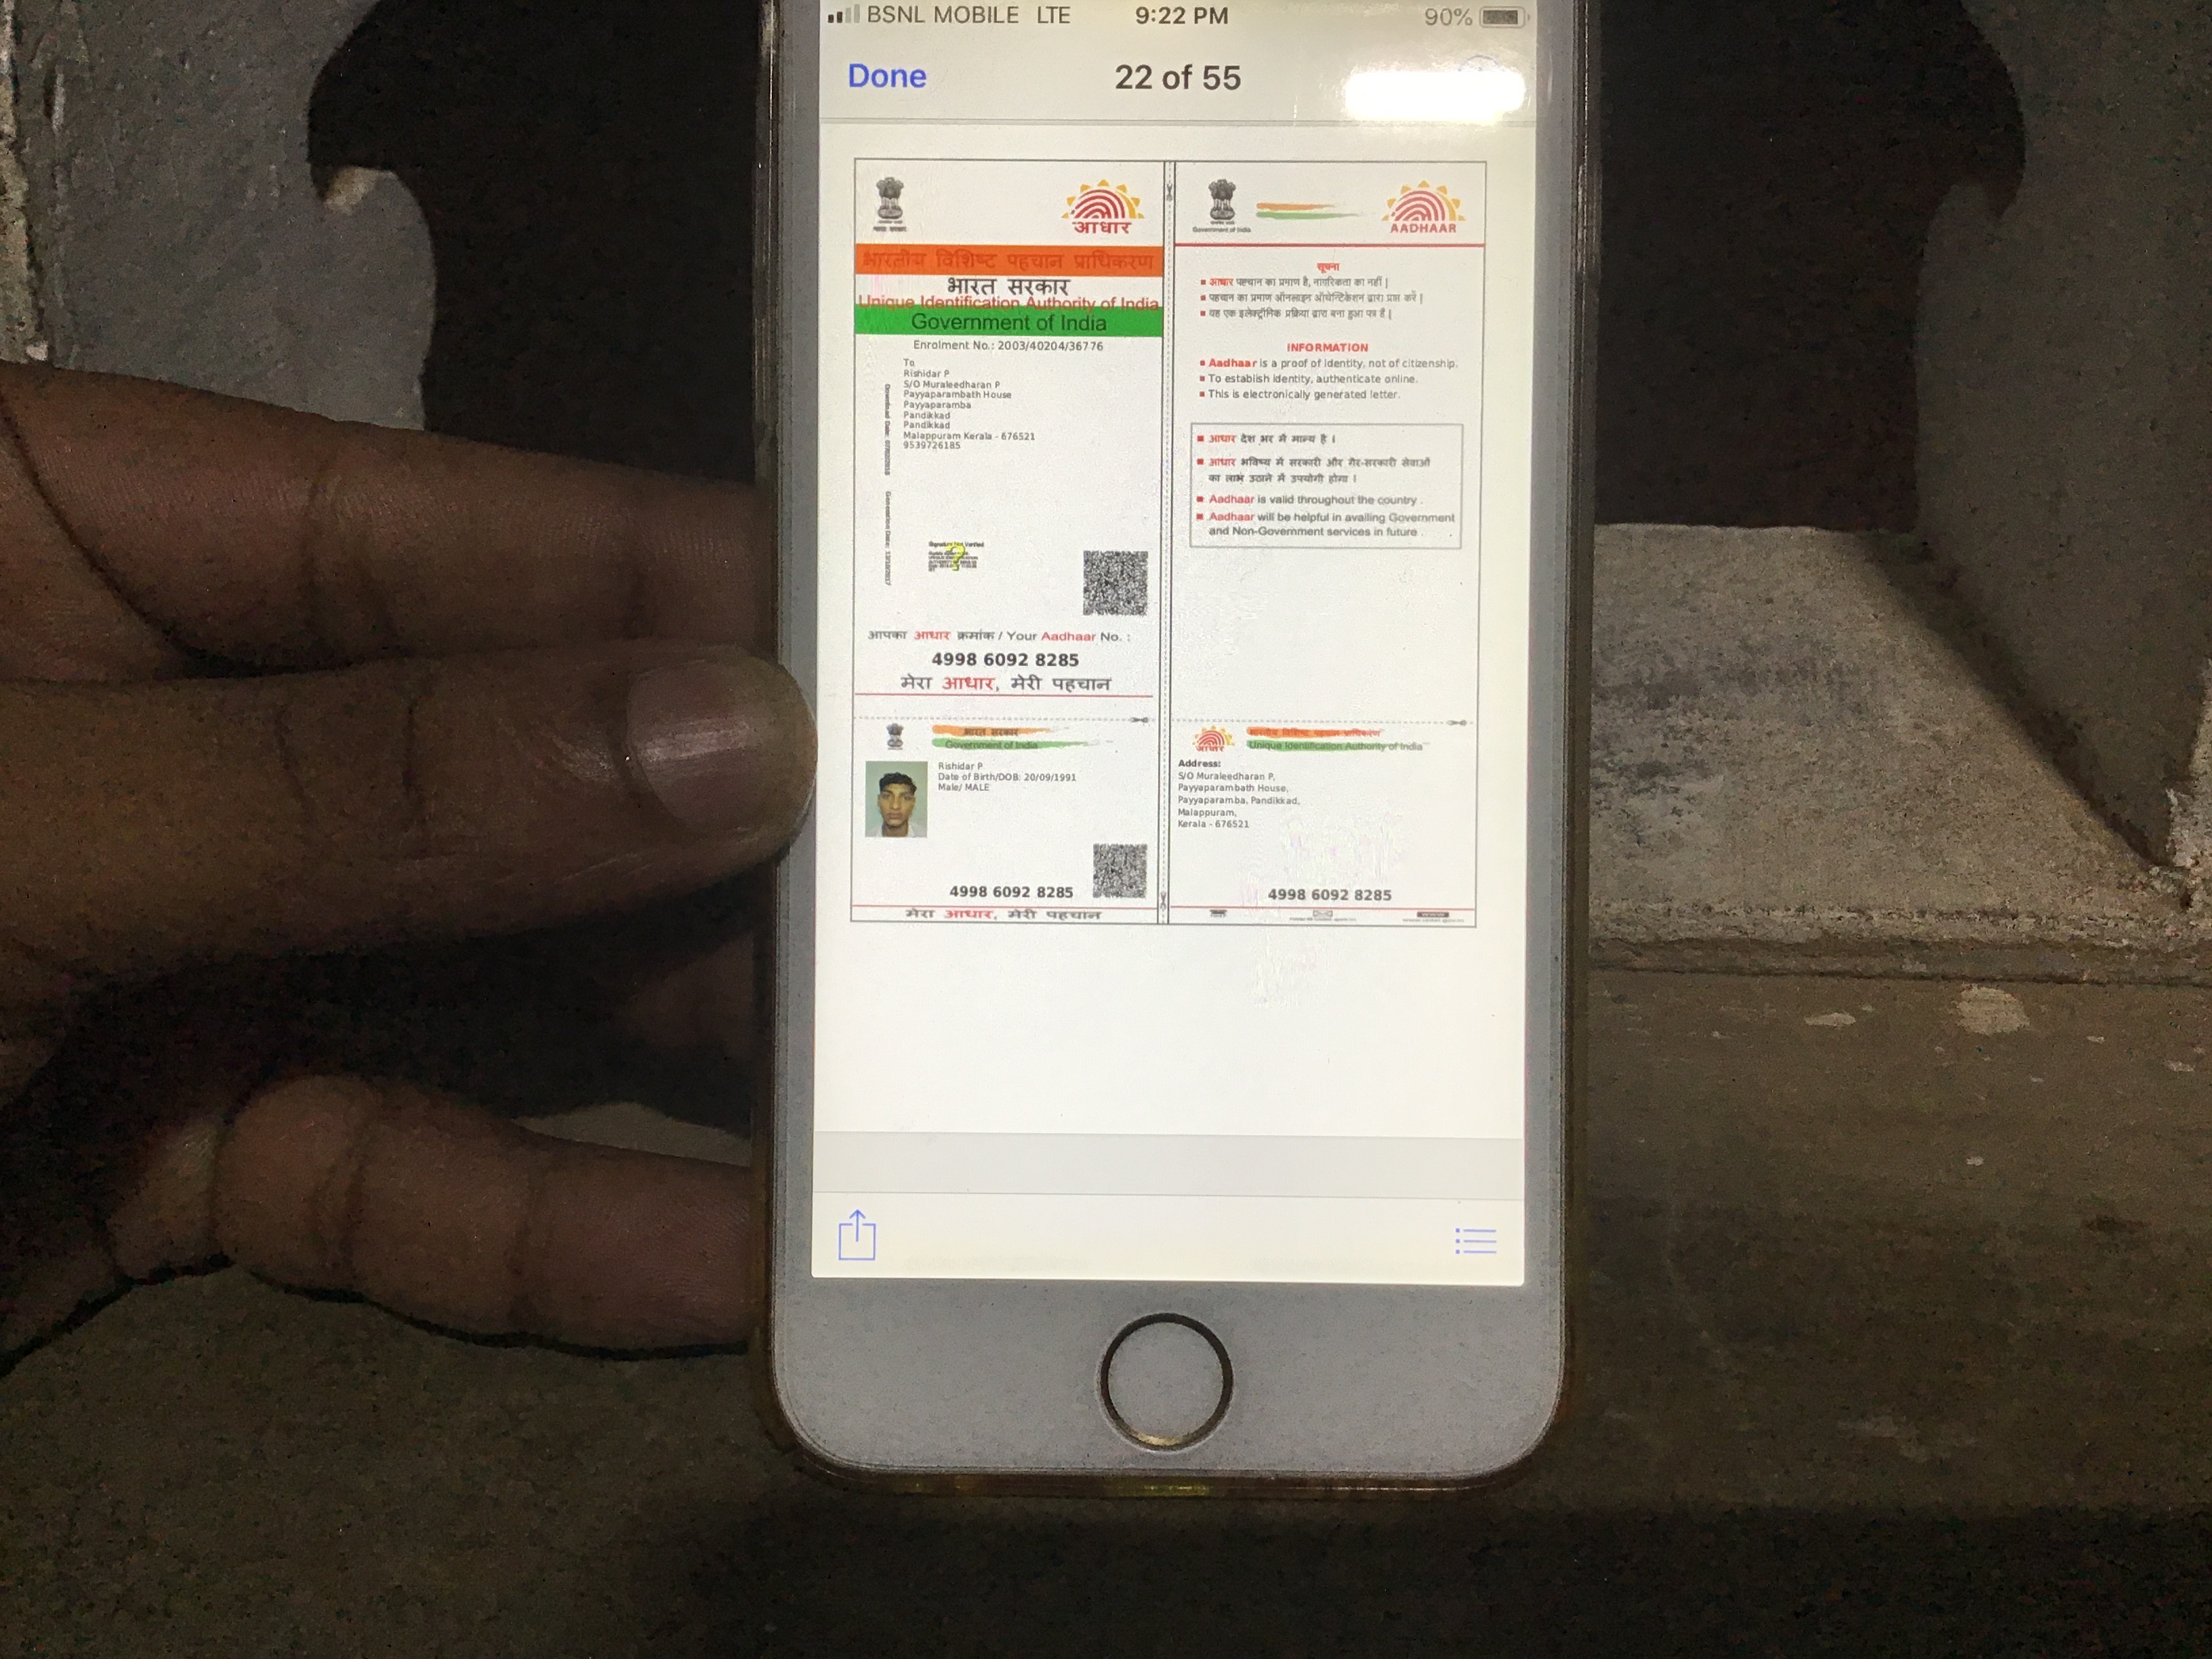 BSNL MOBILE LTE 9:22 PM 90%
Done 22 of 55
आधार
भारतीय विशिष्ट पहचान प्राधिकरण
भारत सरकार
Unique Identification Authority of India
Government of India
Enrolment No.: 2003/40204/36776
To
Rishidar P
S/O Muraleedharan P
Payyaparambath House
Payyaparamba
Pandikkad
Pandikkad
Malappuram Kerala - 676521
9539726185
Signature Not Verified
आपका आधार क्रमांक / Your Aadhaar No. :
4998 6092 8285
मेरा आधार, मेरी पहचान
Government of India
AADHAAR
सूचना
आधार पहचान का प्रमाण है, नागरिकता का नहीं |
पहचान का प्रमाण ऑनलाइन ऑथेन्टिकेशन द्वारा प्राप्त करें |
यह एक इलेक्ट्रॉनिक प्रक्रिया द्वारा बना हुआ पत्र है |
INFORMATION
Aadhaar is a proof of identity, not of citizenship.
To establish identity, authenticate online.
This is electronically generated letter.
आधार देश भर में मान्य है ।
आधार भविष्य में सरकारी और गैर-सरकारी सेवाओं
का लाभ उठाने में उपयोगी होगा ।
Aadhaar is valid throughout the country .
Aadhaar will be helpful in availing Government
and Non-Government services in future .
भारत सरकार
Government of India
Rishidar P
Date of Birth/DOB: 20/09/1991
Male/ MALE
4998 6092 8285
मेरा आधार, मेरी पहचान
आधार
भारतीय विशिष्ट पहचान प्राधिकरण
Unique Identification Authority of India
Address:
S/O Muraleedharan P,
Payyaparambath House,
Payyaparamba, Pandikkad,
Malappuram,
Kerala - 676521
4998 6092 8285